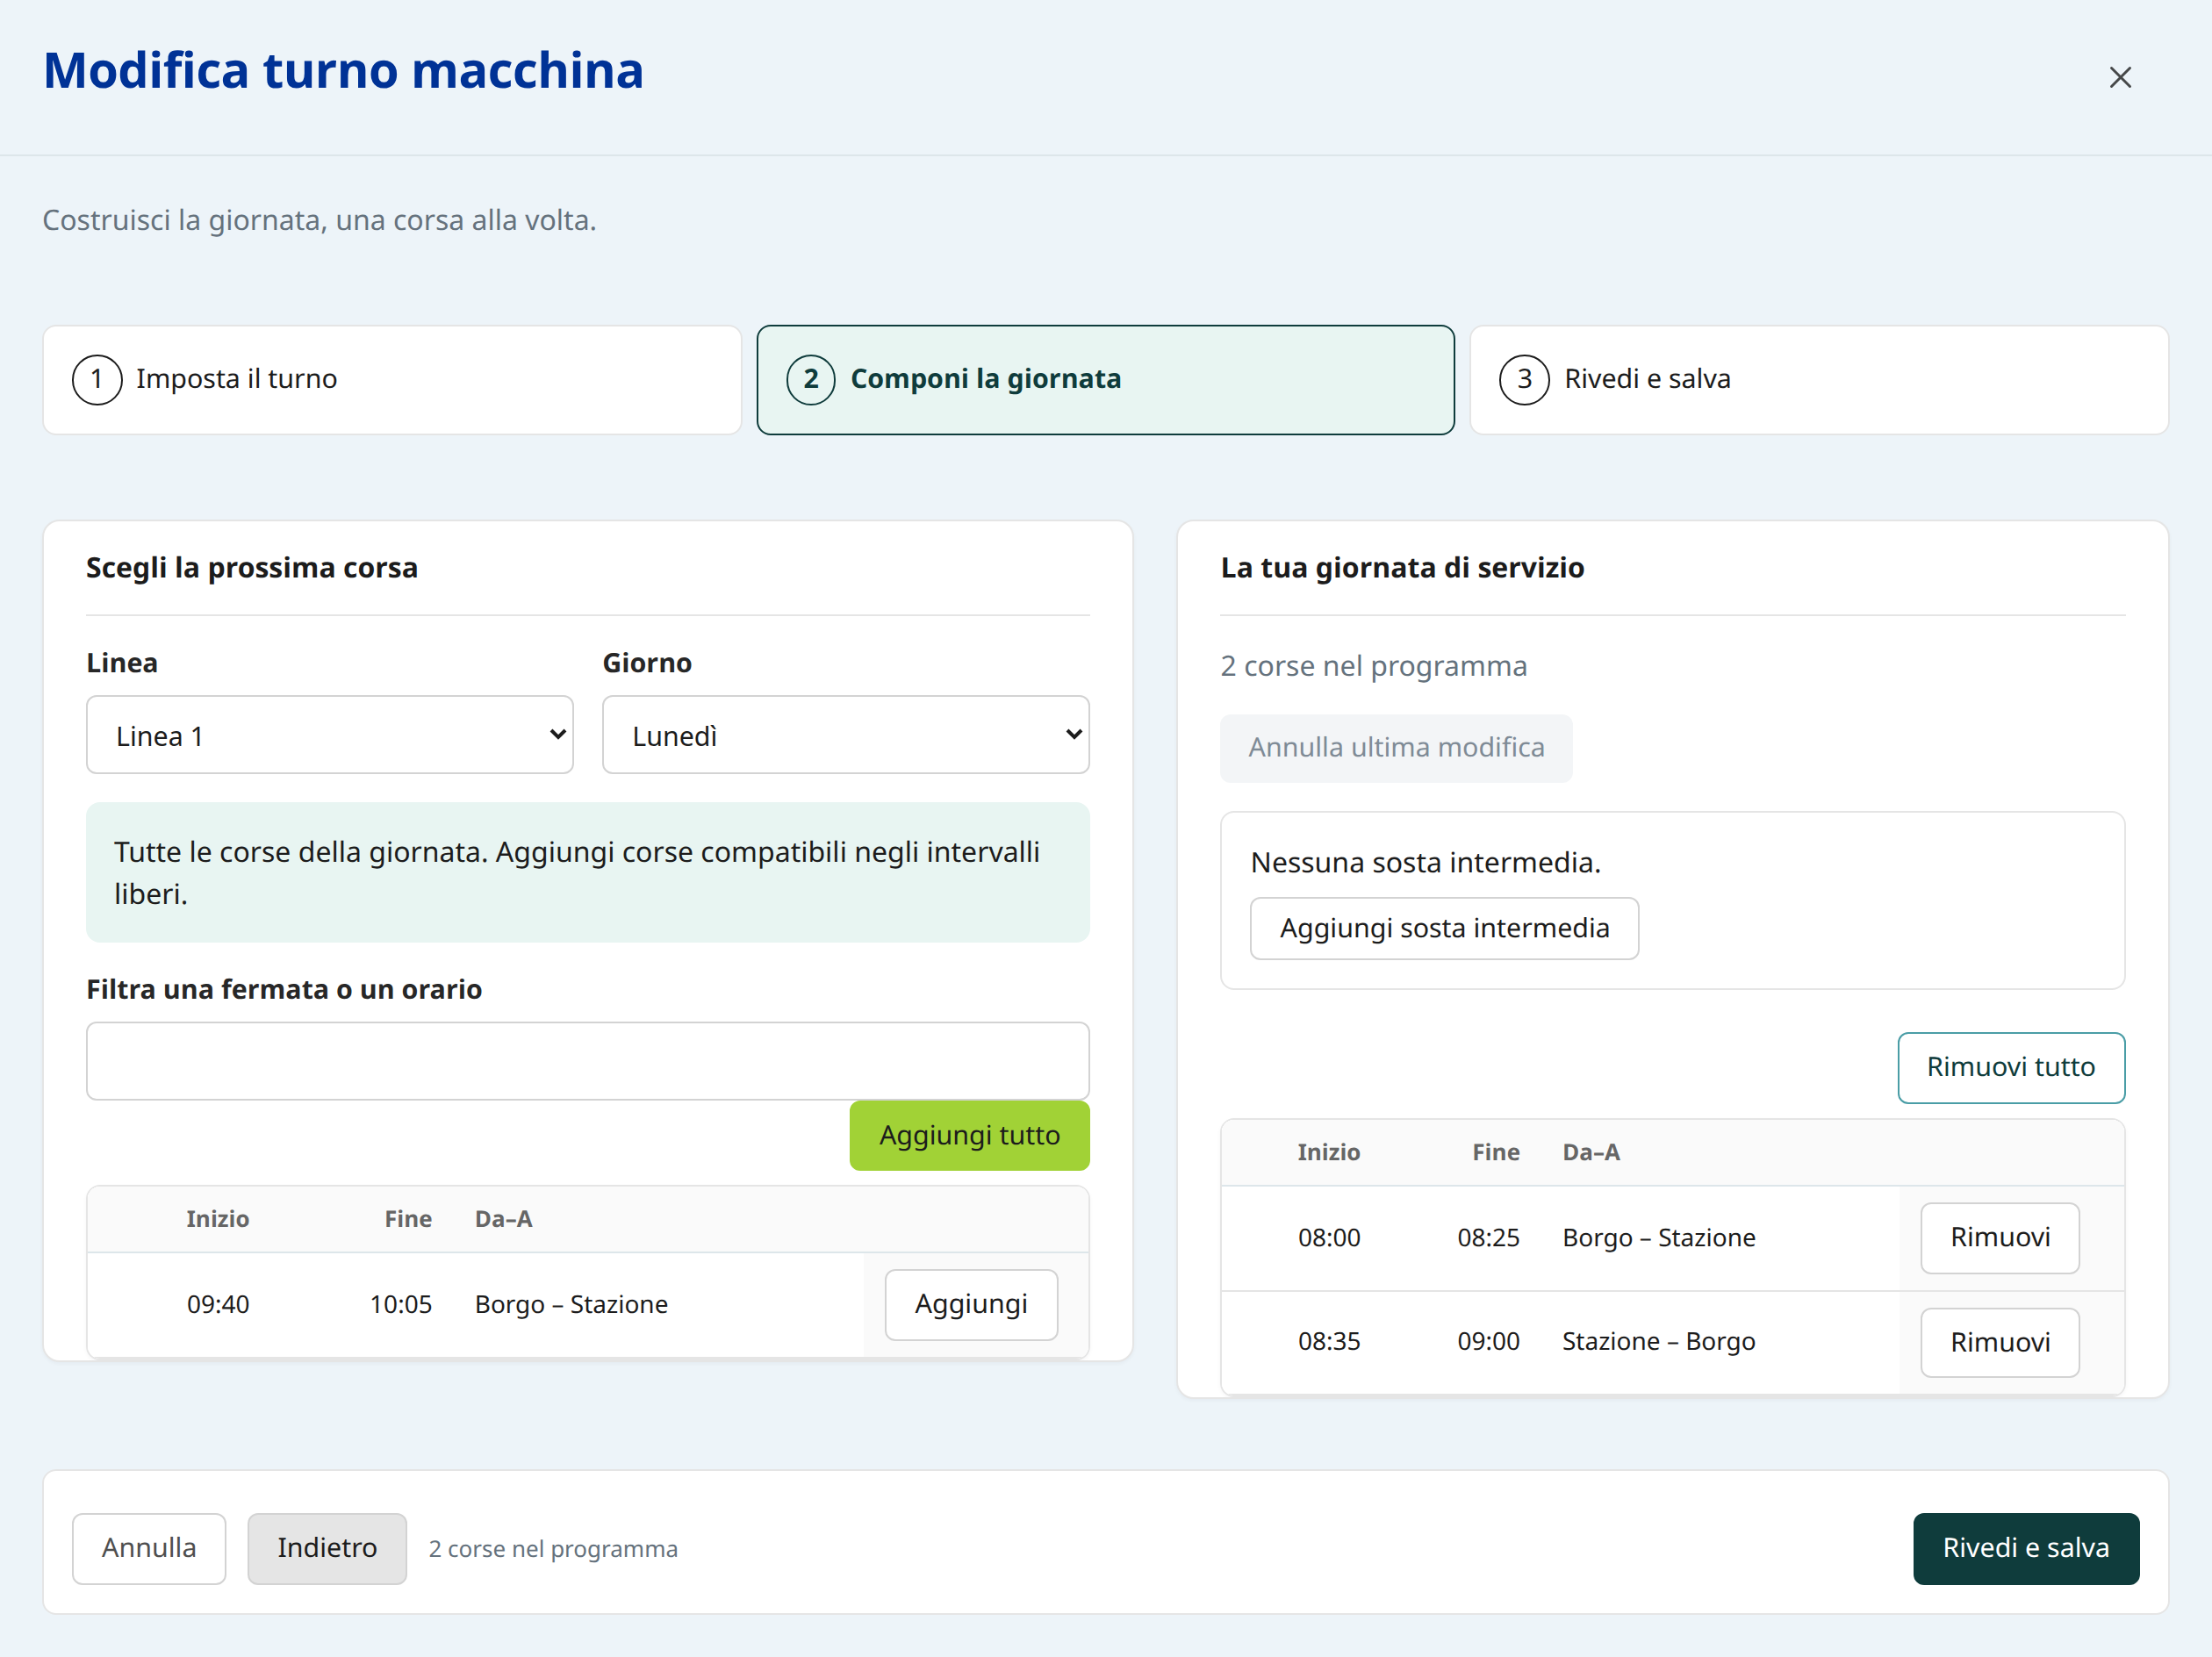 Modifica turno macchina
Costruisci la giornata, una corsa alla volta.
1 Imposta il turno
2 Componi la giornata
3 Rivedi e salva
Scegli la prossima corsa
Linea Giorno
Linea 1 Lunedì
Tutte le corse della giornata. Aggiungi corse compatibili negli intervalli
liberi.
Filtra una fermata o un orario
Aggiungi tutto
Inizio Fine Da–A
09:40 10:05 Borgo – Stazione Aggiungi
La tua giornata di servizio
2 corse nel programma
Annulla ultima modifica
Nessuna sosta intermedia.
Aggiungi sosta intermedia
Rimuovi tutto
Inizio Fine Da–A
08:00 08:25 Borgo – Stazione Rimuovi
08:35 09:00 Stazione – Borgo Rimuovi
Annulla Indietro 2 corse nel programma Rivedi e salva